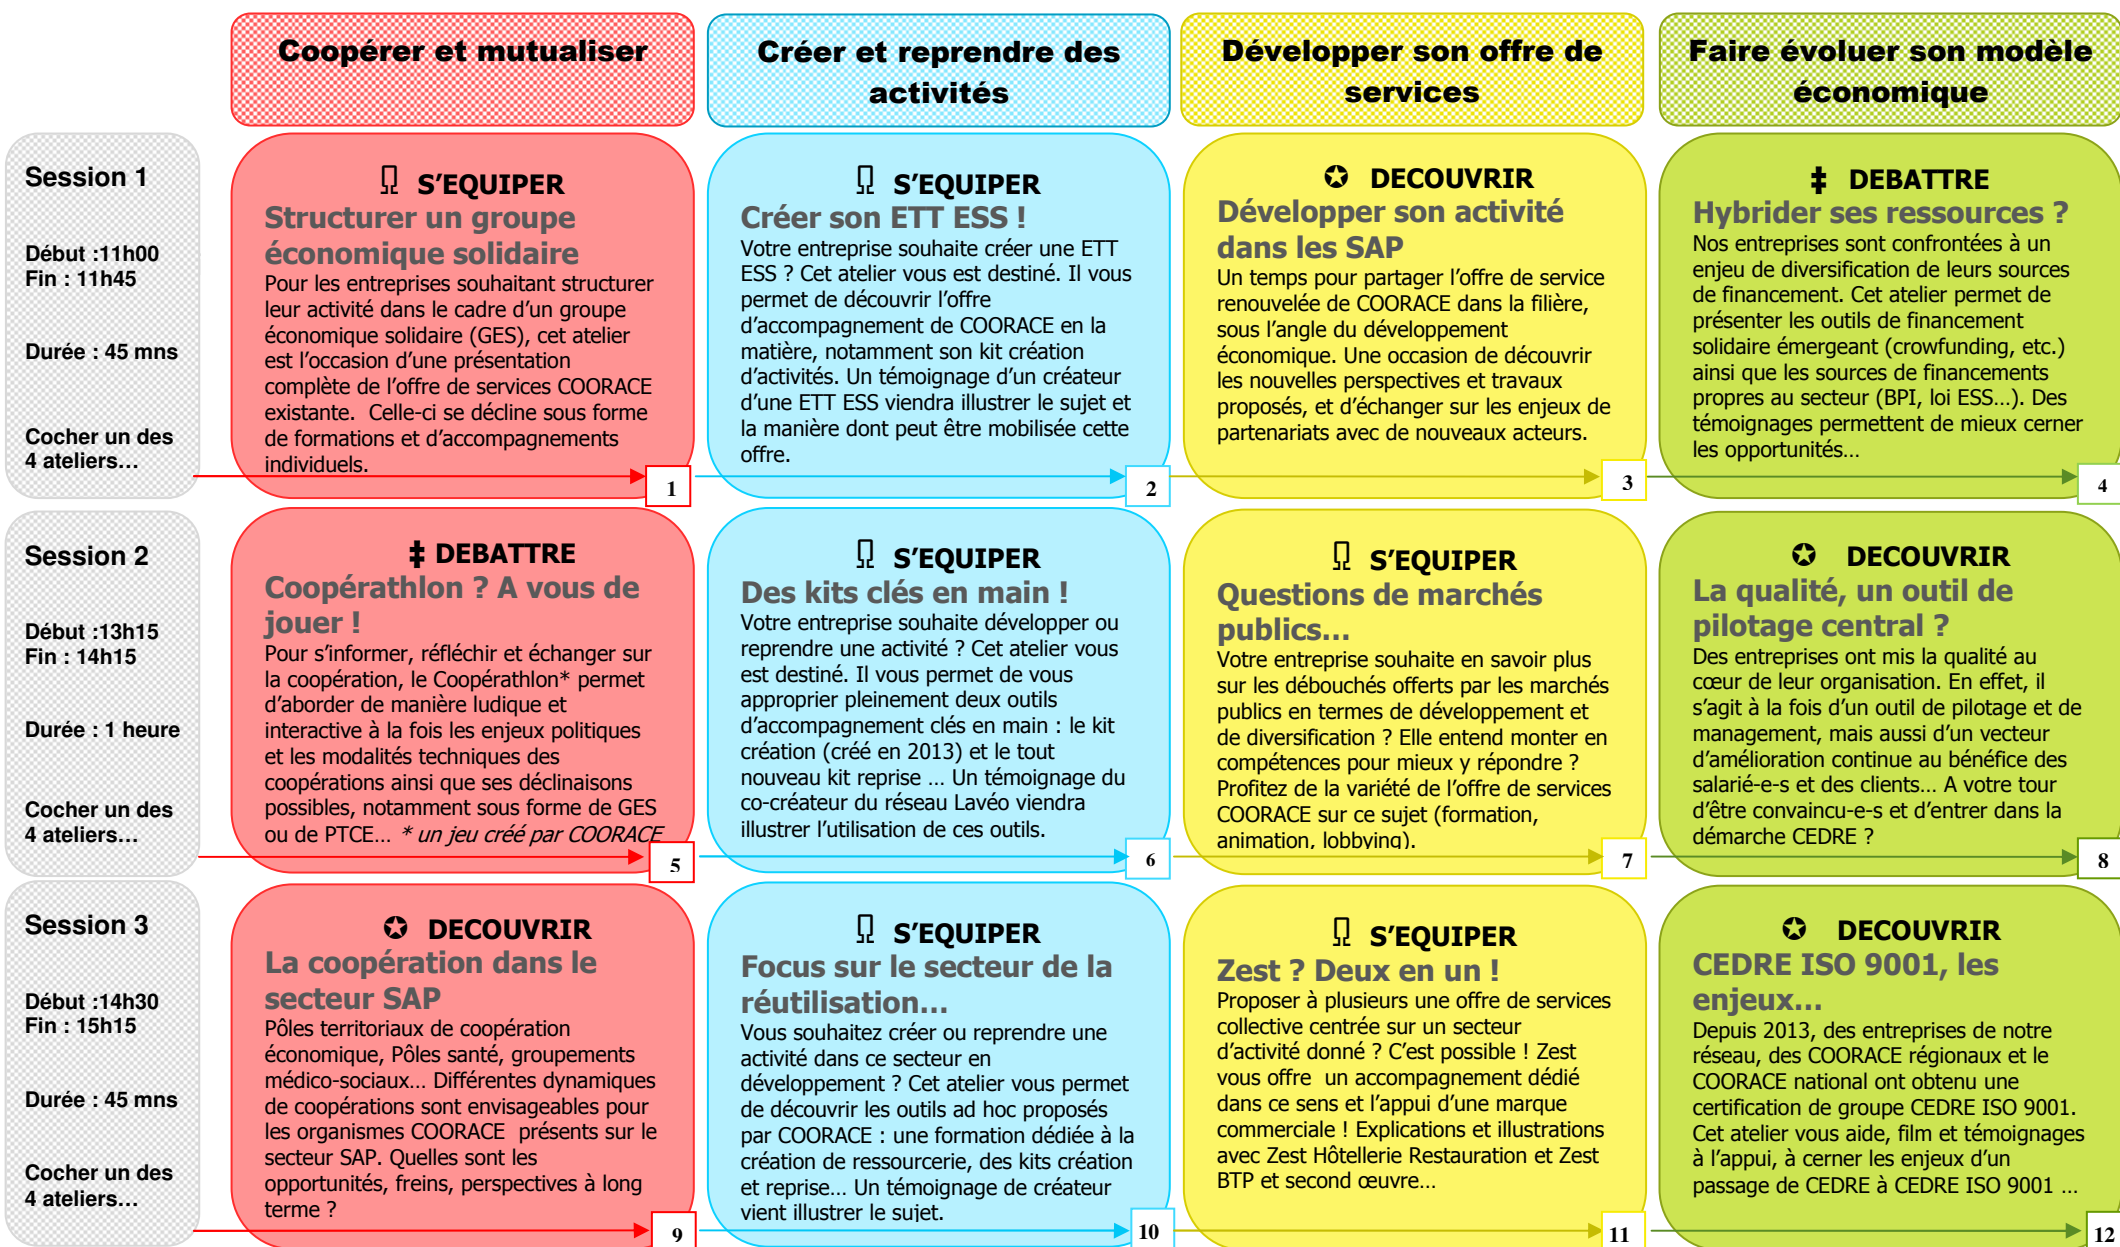 Coopérer et mutualiser
Créer et reprendre des
activités
Développer son offre de
services
Faire évoluer son modèle
économique
Session 1
Début :11h00
Fin : 11h45
Durée : 45 mns
Cocher un des
4 ateliers…
S’EQUIPER
Structurer un groupe
économique solidaire
Pour les entreprises souhaitant structurer
leur activité dans le cadre d’un groupe
économique solidaire (GES), cet atelier
est l’occasion d’une présentation
complète de l’offre de services COORACE
existante. Celle-ci se décline sous forme
de formations et d’accompagnements
individuels.
1
S’EQUIPER
Créer son ETT ESS !
Votre entreprise souhaite créer une ETT
ESS ? Cet atelier vous est destiné. Il vous
permet de découvrir l’offre
d’accompagnement de COORACE en la
matière, notamment son kit création
d’activités. Un témoignage d’un créateur
d’une ETT ESS viendra illustrer le sujet et
la manière dont peut être mobilisée cette
offre.
2
✪ DECOUVRIR
Développer son activité
dans les SAP
Un temps pour partager l’offre de service
renouvelée de COORACE dans la filière,
sous l’angle du développement
économique. Une occasion de découvrir
les nouvelles perspectives et travaux
proposés, et d’échanger sur les enjeux de
partenariats avec de nouveaux acteurs.
3
‡ DEBATTRE
Hybrider ses ressources ?
Nos entreprises sont confrontées à un
enjeu de diversification de leurs sources
de financement. Cet atelier permet de
présenter les outils de financement
solidaire émergeant (crowfunding, etc.)
ainsi que les sources de financements
propres au secteur (BPI, loi ESS…). Des
témoignages permettent de mieux cerner
les opportunités…
4
Session 2
Début :13h15
Fin : 14h15
Durée : 1 heure
Cocher un des
4 ateliers…
‡ DEBATTRE
Coopérathlon ? A vous de
jouer !
Pour s’informer, réfléchir et échanger sur
la coopération, le Coopérathlon* permet
d’aborder de manière ludique et
interactive à la fois les enjeux politiques
et les modalités techniques des
coopérations ainsi que ses déclinaisons
possibles, notamment sous forme de GES
ou de PTCE… * un jeu créé par COORACE
5
S’EQUIPER
Des kits clés en main !
Votre entreprise souhaite développer ou
reprendre une activité ? Cet atelier vous
est destiné. Il vous permet de vous
approprier pleinement deux outils
d’accompagnement clés en main : le kit
création (créé en 2013) et le tout
nouveau kit reprise … Un témoignage du
co-créateur du réseau Lavéo viendra
illustrer l’utilisation de ces outils.
6
S’EQUIPER
Questions de marchés
publics…
Votre entreprise souhaite en savoir plus
sur les débouchés offerts par les marchés
publics en termes de développement et
de diversification ? Elle entend monter en
compétences pour mieux y répondre ?
Profitez de la variété de l’offre de services
COORACE sur ce sujet (formation,
animation, lobbying).
7
✪ DECOUVRIR
La qualité, un outil de
pilotage central ?
Des entreprises ont mis la qualité au
cœur de leur organisation. En effet, il
s’agit à la fois d’un outil de pilotage et de
management, mais aussi d’un vecteur
d’amélioration continue au bénéfice des
salarié-e-s et des clients… A votre tour
d’être convaincu-e-s et d’entrer dans la
démarche CEDRE ?
8
Session 3
Début :14h30
Fin : 15h15
Durée : 45 mns
Cocher un des
4 ateliers…
✪ DECOUVRIR
La coopération dans le
secteur SAP
Pôles territoriaux de coopération
économique, Pôles santé, groupements
médico-sociaux… Différentes dynamiques
de coopérations sont envisageables pour
les organismes COORACE présents sur le
secteur SAP. Quelles sont les
opportunités, freins, perspectives à long
terme ?
9
S’EQUIPER
Focus sur le secteur de la
réutilisation…
Vous souhaitez créer ou reprendre une
activité dans ce secteur en
développement ? Cet atelier vous permet
de découvrir les outils ad hoc proposés
par COORACE : une formation dédiée à la
création de ressourcerie, des kits création
et reprise… Un témoignage de créateur
vient illustrer le sujet.
10
S’EQUIPER
Zest ? Deux en un !
Proposer à plusieurs une offre de services
collective centrée sur un secteur
d’activité donné ? C’est possible ! Zest
vous offre un accompagnement dédié
dans ce sens et l’appui d’une marque
commerciale ! Explications et illustrations
avec Zest Hôtellerie Restauration et Zest
BTP et second œuvre…
11
✪ DECOUVRIR
CEDRE ISO 9001, les
enjeux…
Depuis 2013, des entreprises de notre
réseau, des COORACE régionaux et le
COORACE national ont obtenu une
certification de groupe CEDRE ISO 9001.
Cet atelier vous aide, film et témoignages
à l’appui, à cerner les enjeux d’un
passage de CEDRE à CEDRE ISO 9001 …
12